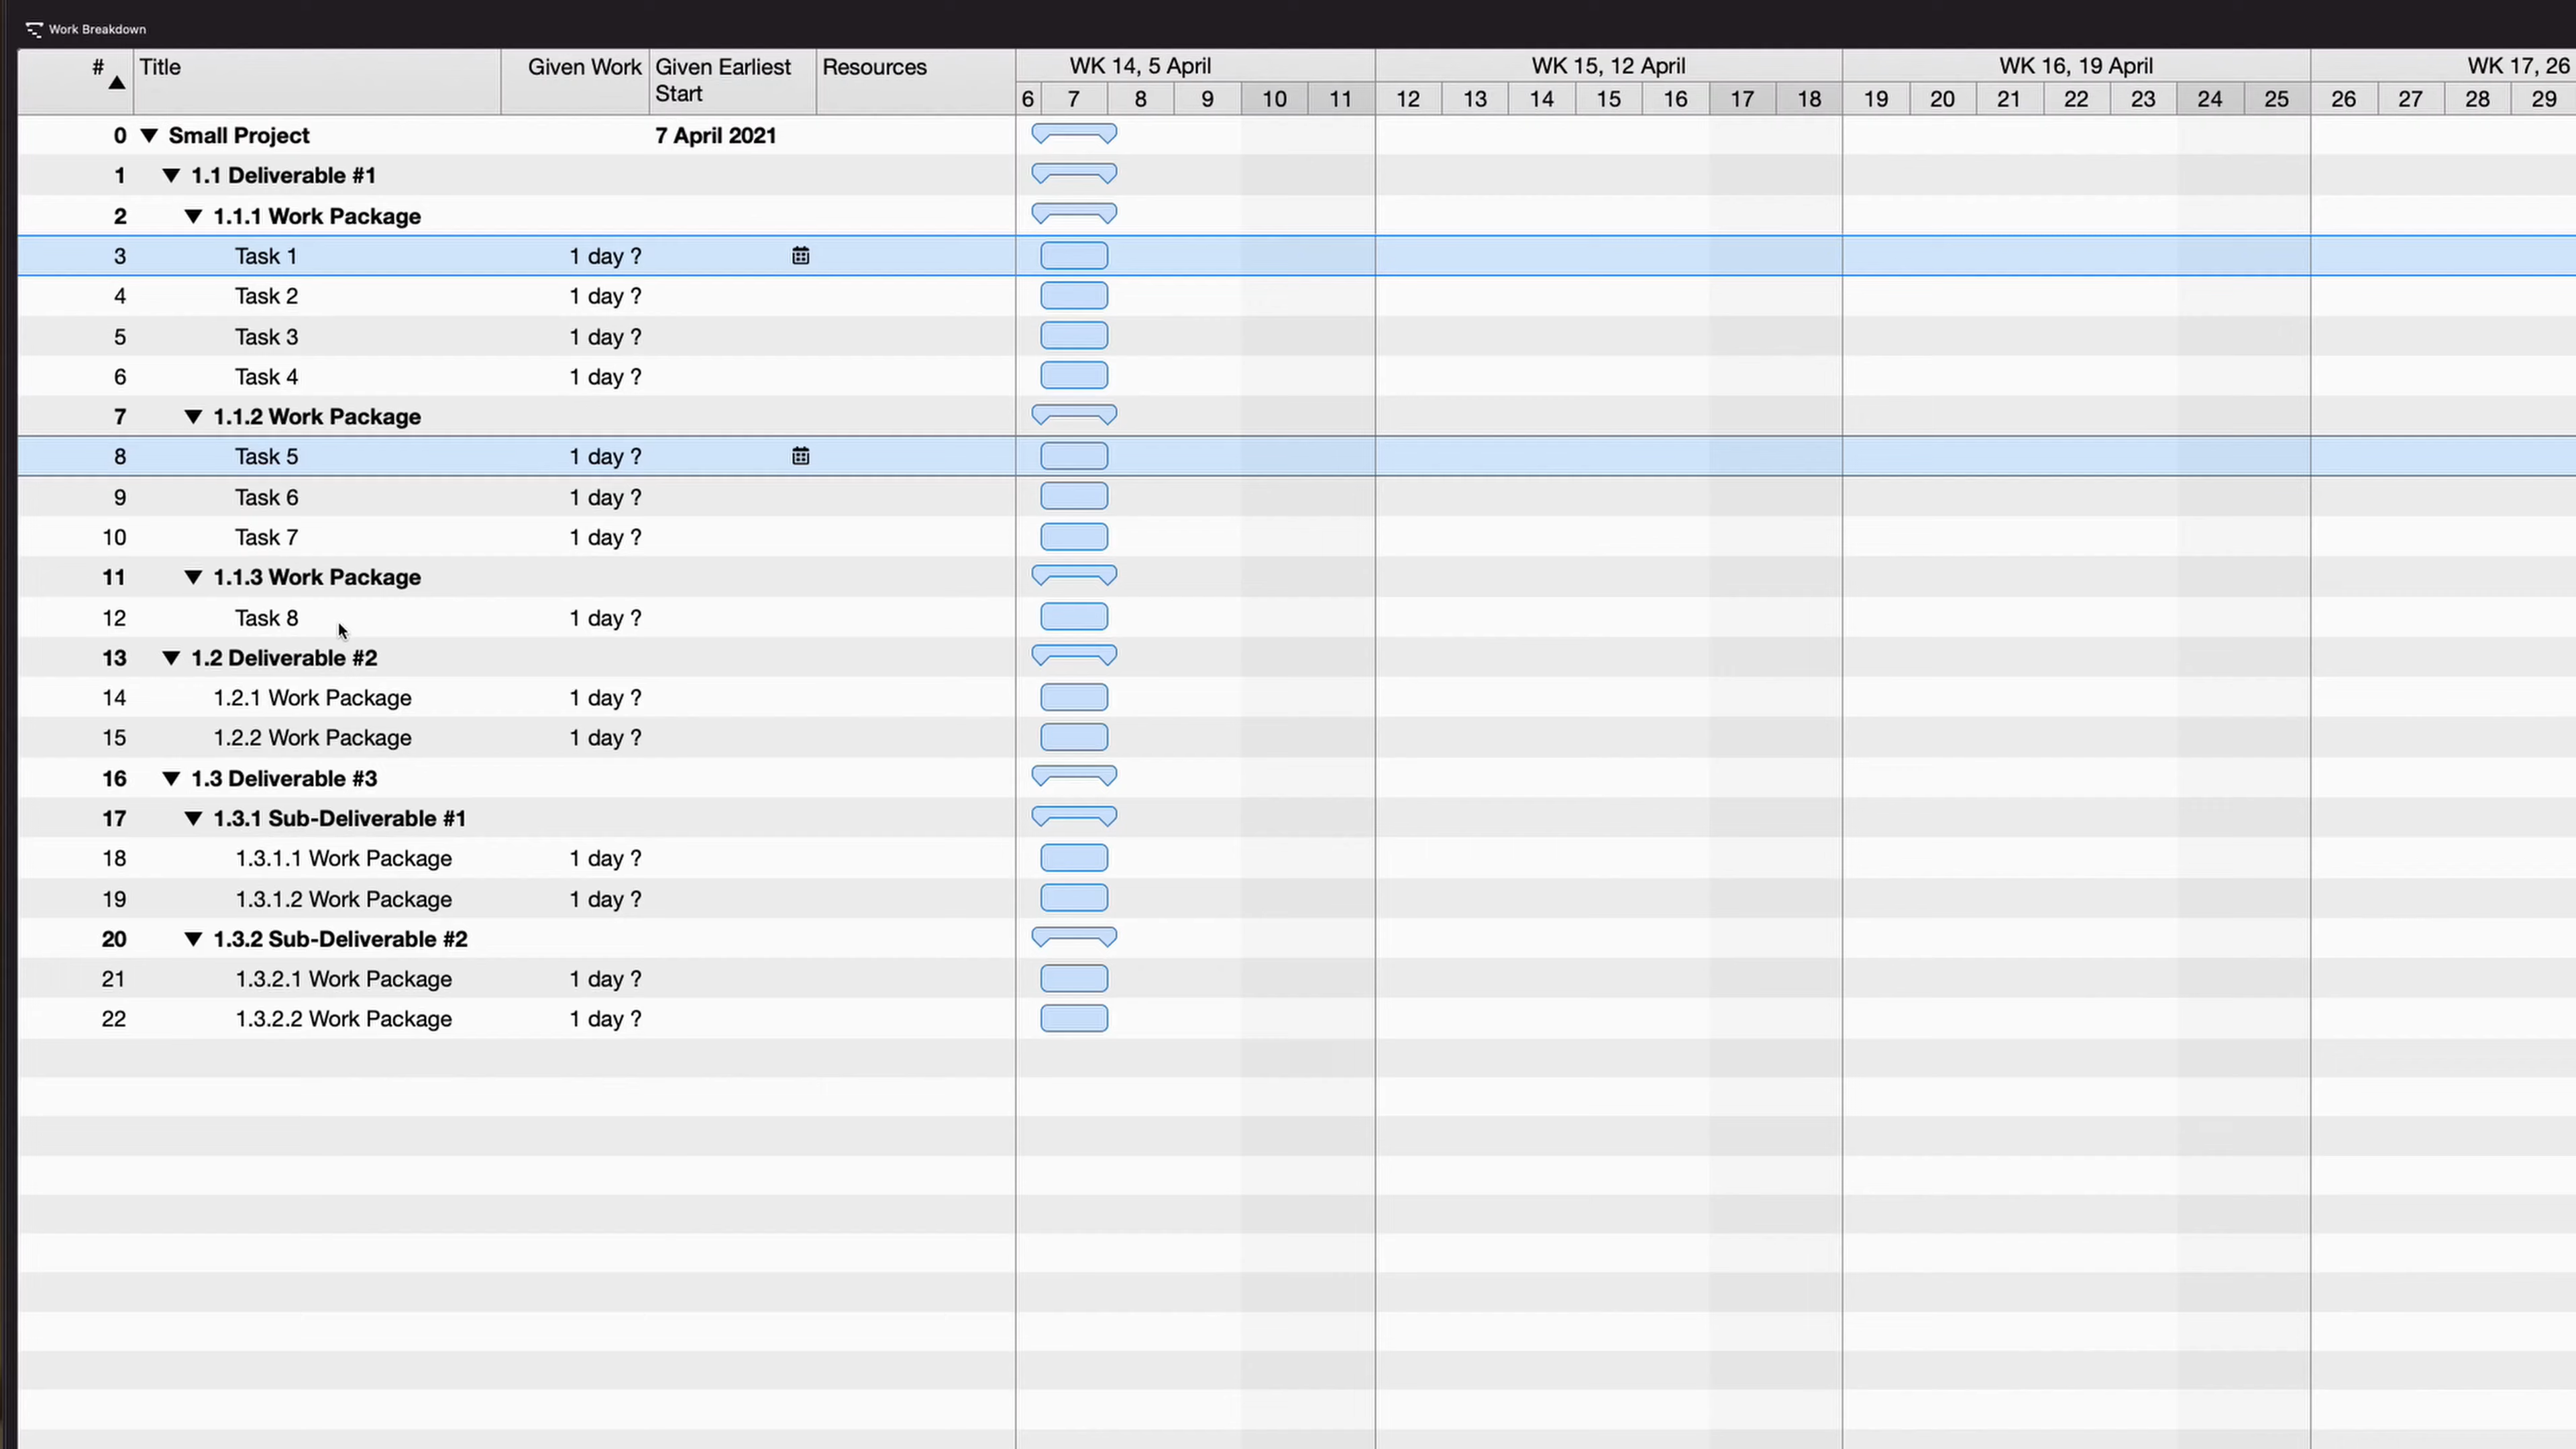 Work Breakdown
# Title Given Work Given Earliest Start Resources
WK 14, 5 April WK 15, 12 April WK 16, 19 April WK 17, 26
6 7 8 9 10 11 12 13 14 15 16 17 18 19 20 21 22 23 24 25 26 27 28 29
0 Small Project 7 April 2021
1 1.1 Deliverable #1
2 1.1.1 Work Package
3 Task 1 1 day ?
4 Task 2 1 day ?
5 Task 3 1 day ?
6 Task 4 1 day ?
7 1.1.2 Work Package
8 Task 5 1 day ?
9 Task 6 1 day ?
10 Task 7 1 day ?
11 1.1.3 Work Package
12 Task 8 1 day ?
13 1.2 Deliverable #2
14 1.2.1 Work Package 1 day ?
15 1.2.2 Work Package 1 day ?
16 1.3 Deliverable #3
17 1.3.1 Sub-Deliverable #1
18 1.3.1.1 Work Package 1 day ?
19 1.3.1.2 Work Package 1 day ?
20 1.3.2 Sub-Deliverable #2
21 1.3.2.1 Work Package 1 day ?
22 1.3.2.2 Work Package 1 day ?